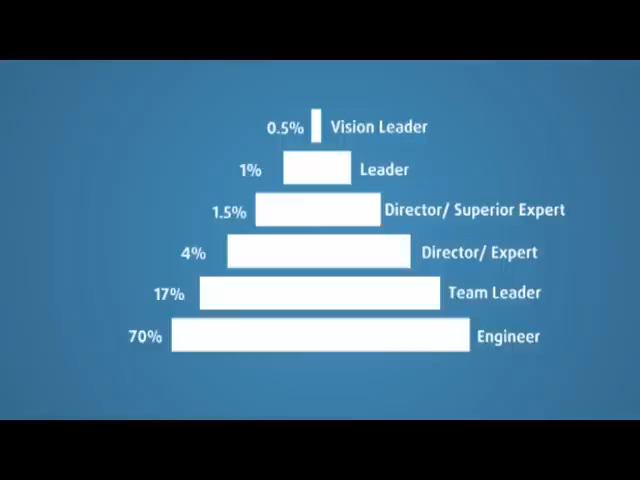 0.5% Vision Leader
1% Leader
1.5% Director/ Superior Expert
4% Director/ Expert
17% Team Leader
70% Engineer